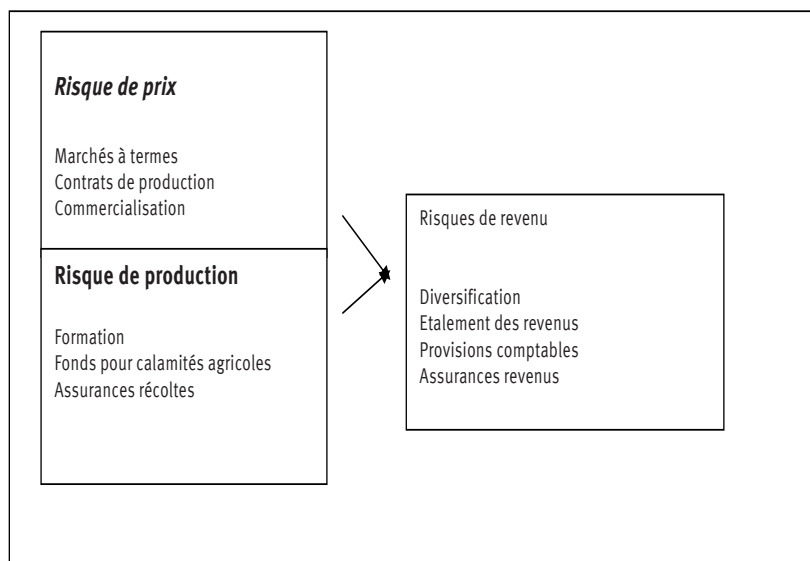 Risque de prix
Marchés à termes
Contrats de production
Commercialisation
Risque de production
Formation
Fonds pour calamités agricoles
Assurances récoltes
Risques de revenu
Diversification
Etalement des revenus
Provisions comptables
Assurances revenus